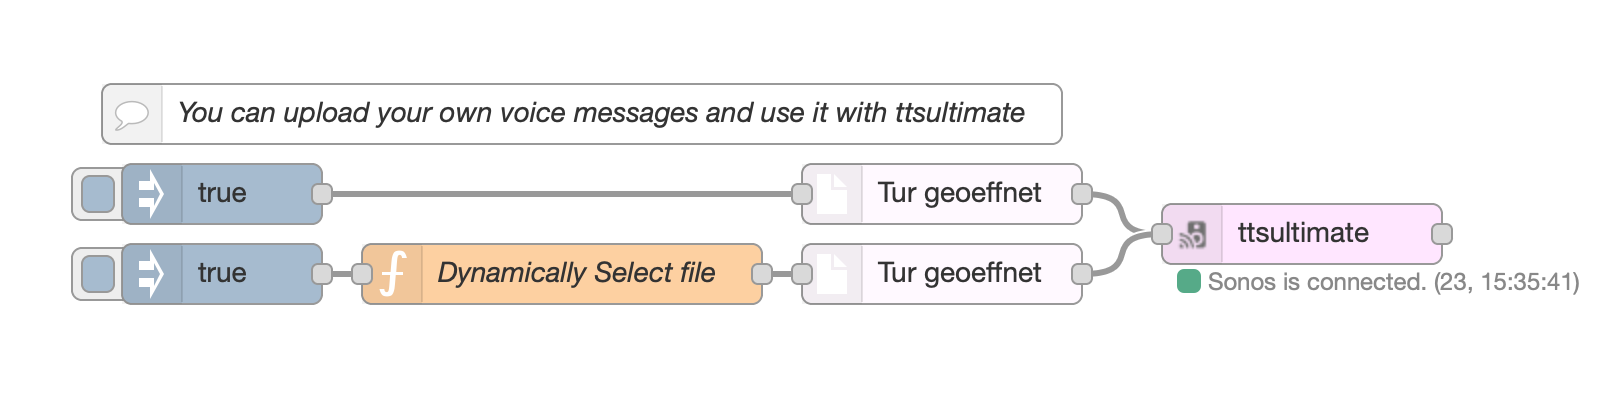 You can upload your own voice messages and use it with ttsultimate
true
Tur geoeffnet
ttsultimate
true
Dynamically Select file
Tur geoeffnet
Sonos is connected. (23, 15:35:41)